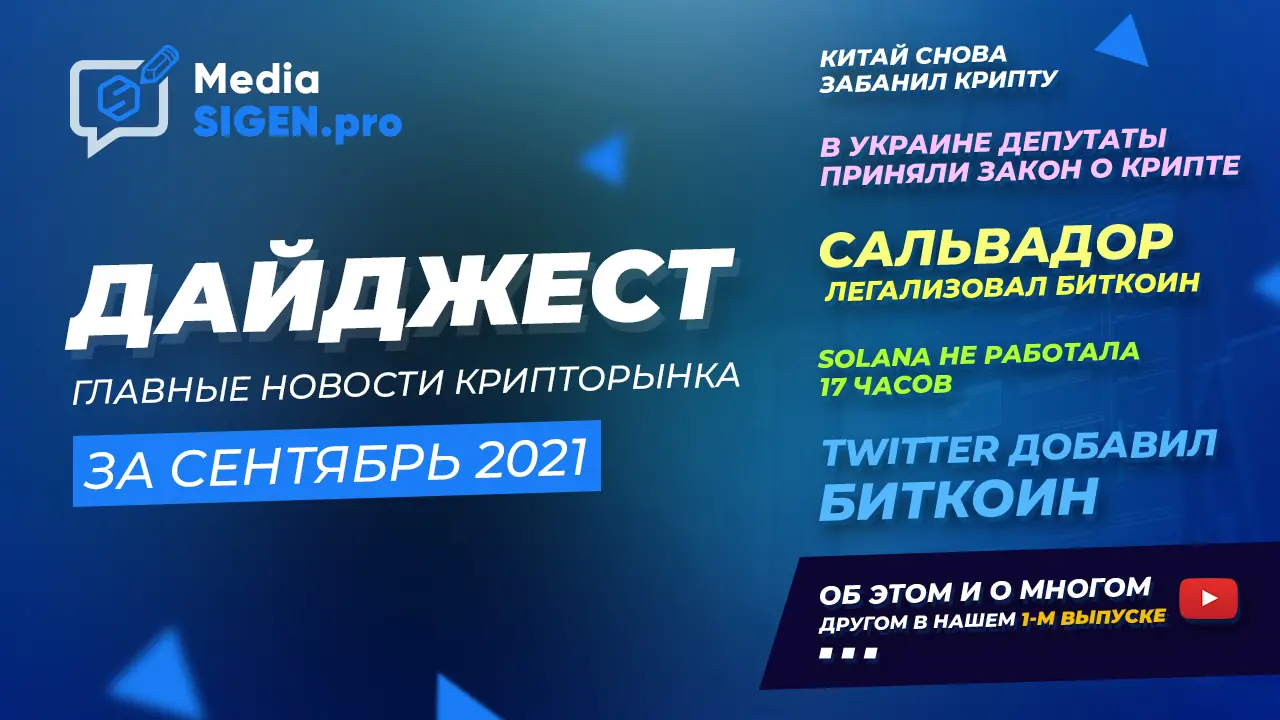 Media
SIGEN.pro
ДАЙДЖЕСТ
ГЛАВНЫЕ НОВОСТИ КРИПТОРЫНКА
ЗА СЕНТЯБРЬ 2021
КИТАЙ СНОВА
ЗАБАНИЛ КРИПТУ
В УКРАИНЕ ДЕПУТАТЫ
ПРИНЯЛИ ЗАКОН О КРИПТЕ
САЛЬВАДОР
ЛЕГАЛИЗОВАЛ БИТКОИН
SOLANA НЕ РАБОТАЛА
17 ЧАСОВ
TWITTER ДОБАВИЛ
БИТКОИН
ОБ ЭТОМ И О МНОГОМ
ДРУГОМ В НАШЕМ 1-М ВЫПУСКЕ
...